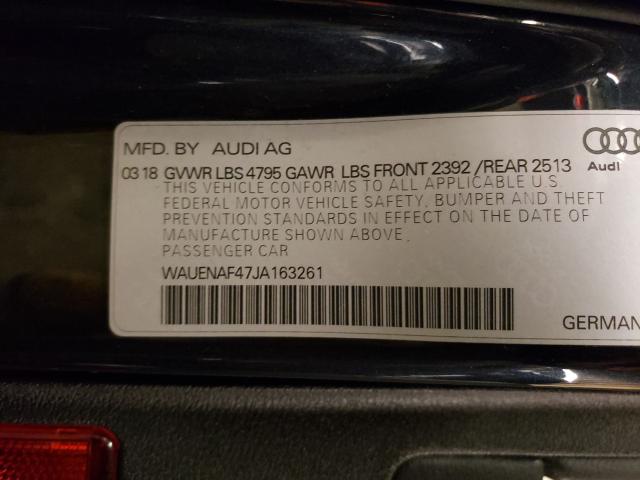 MFD. BY AUDI AG
03 18 GVWR LBS 4795 GAWR LBS FRONT 2392 /REAR 2513
Audi
THIS VEHICLE CONFORMS TO ALL APPLICABLE U.S.
FEDERAL MOTOR VEHICLE SAFETY, BUMPER AND THEFT
PREVENTION STANDARDS IN EFFECT ON THE DATE OF
MANUFACTURE SHOWN ABOVE.
PASSENGER CAR
WAUENAF47JA163261
GERMAN